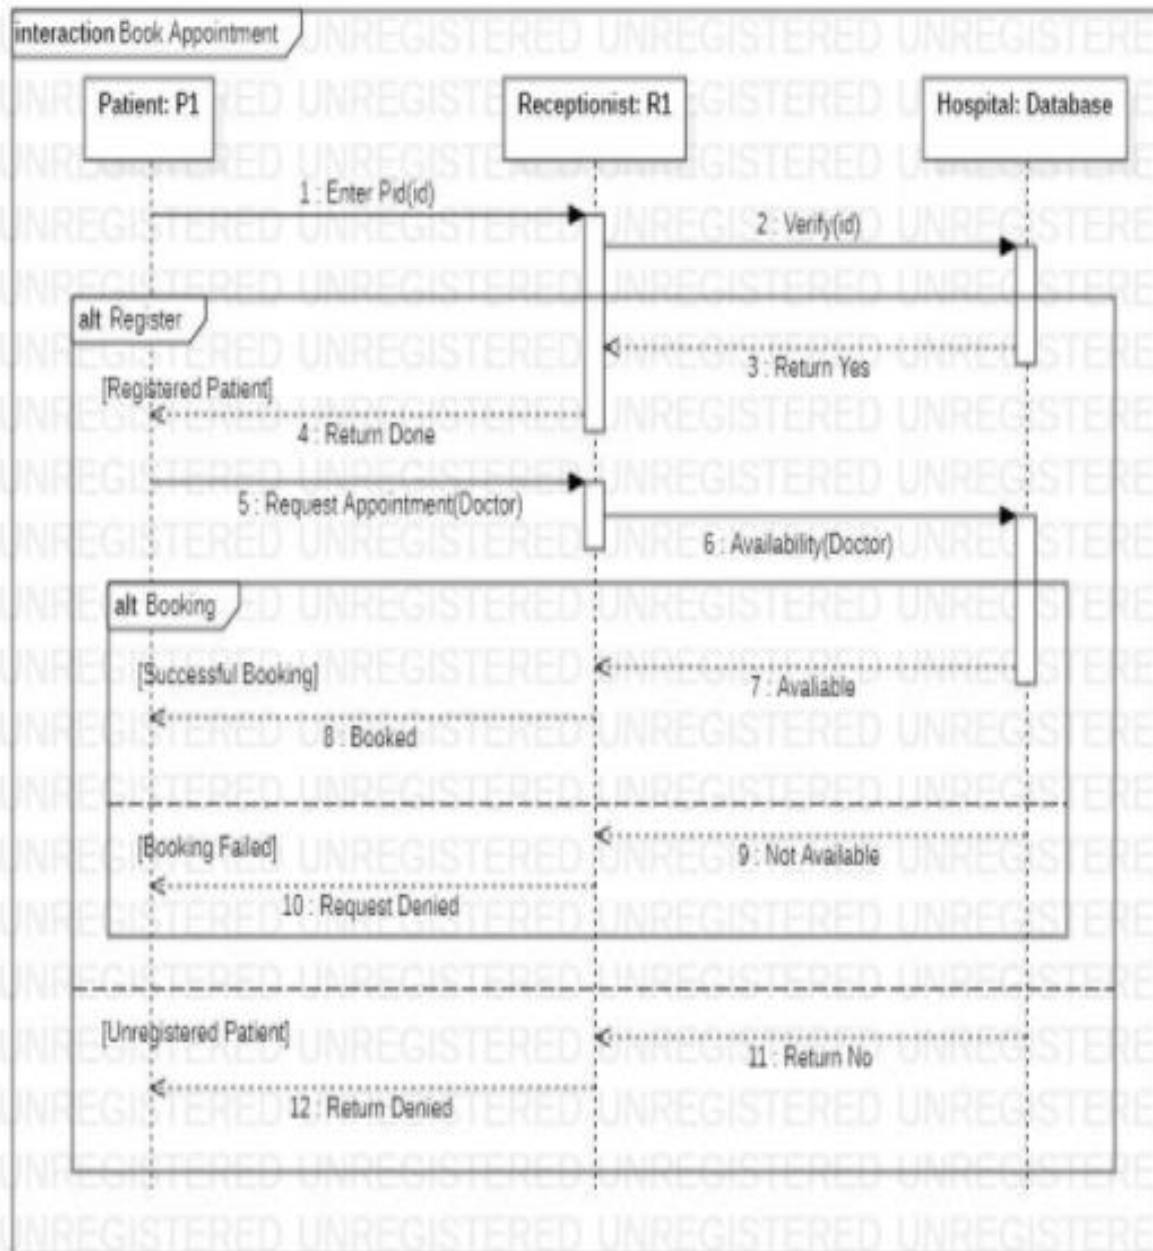 interaction Book Appointment
Patient: P1
Receptionist: R1
Hospital: Database
1 : Enter Pid(id)
2 : Verify(id)
alt Register
3 : Return Yes
[Registered Patient]
4 : Return Done
5 : Request Appointment(Doctor)
6 : Availability(Doctor)
alt Booking
[Successful Booking]
7 : Avaliable
8 : Booked
[Booking Failed]
9 : Not Available
10 : Request Denied
[Unregistered Patient]
11 : Return No
12 : Return Denied
UNREGISTERED